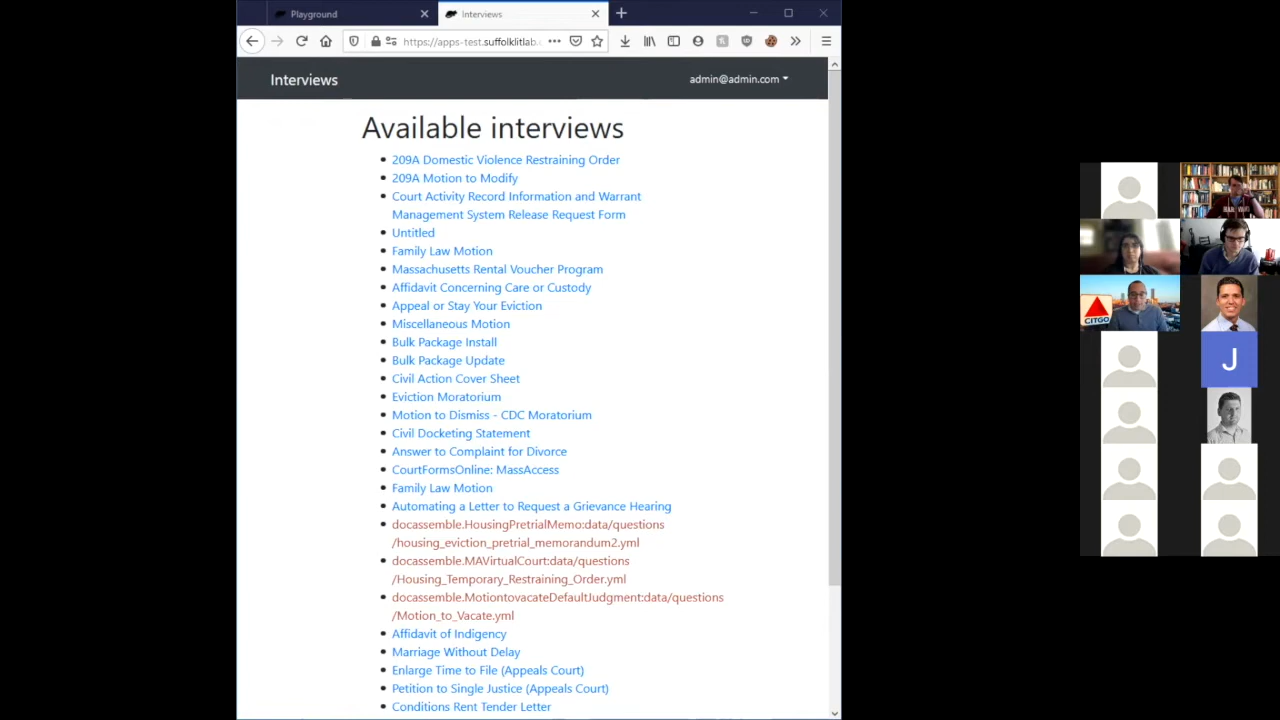 Playground
Interviews
https://apps-test.suffolklitlab.
Interviews
admin@admin.com
Available interviews
209A Domestic Violence Restraining Order
209A Motion to Modify
Court Activity Record Information and Warrant
Management System Release Request Form
Untitled
Family Law Motion
Massachusetts Rental Voucher Program
Affidavit Concerning Care or Custody
Appeal or Stay Your Eviction
Miscellaneous Motion
Bulk Package Install
Bulk Package Update
Civil Action Cover Sheet
Eviction Moratorium
Motion to Dismiss - CDC Moratorium
Civil Docketing Statement
Answer to Complaint for Divorce
CourtFormsOnline: MassAccess
Family Law Motion
Automating a Letter to Request a Grievance Hearing
docassemble.HousingPretrialMemo:data/questions
/housing_eviction_pretrial_memorandum2.yml
docassemble.MAVirtualCourt:data/questions
/Housing_Temporary_Restraining_Order.yml
docassemble.MotiontovacateDefaultJudgment:data/questions
/Motion_to_Vacate.yml
Affidavit of Indigency
Marriage Without Delay
Enlarge Time to File (Appeals Court)
Petition to Single Justice (Appeals Court)
Conditions Rent Tender Letter
CITGO
J